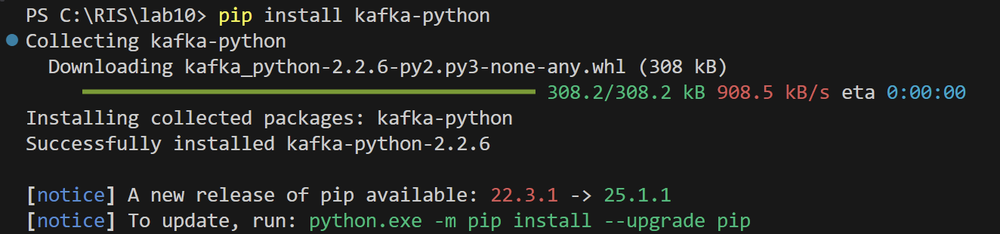 PS C:\RIS\lab10> pip install kafka-python
Collecting kafka-python
Downloading kafka_python-2.2.6-py2.py3-none-any.whl (308 kB)
308.2/308.2 kB 908.5 kB/s eta 0:00:00
Installing collected packages: kafka-python
Successfully installed kafka-python-2.2.6
[notice] A new release of pip available: 22.3.1 -> 25.1.1
[notice] To update, run: python.exe -m pip install --upgrade pip